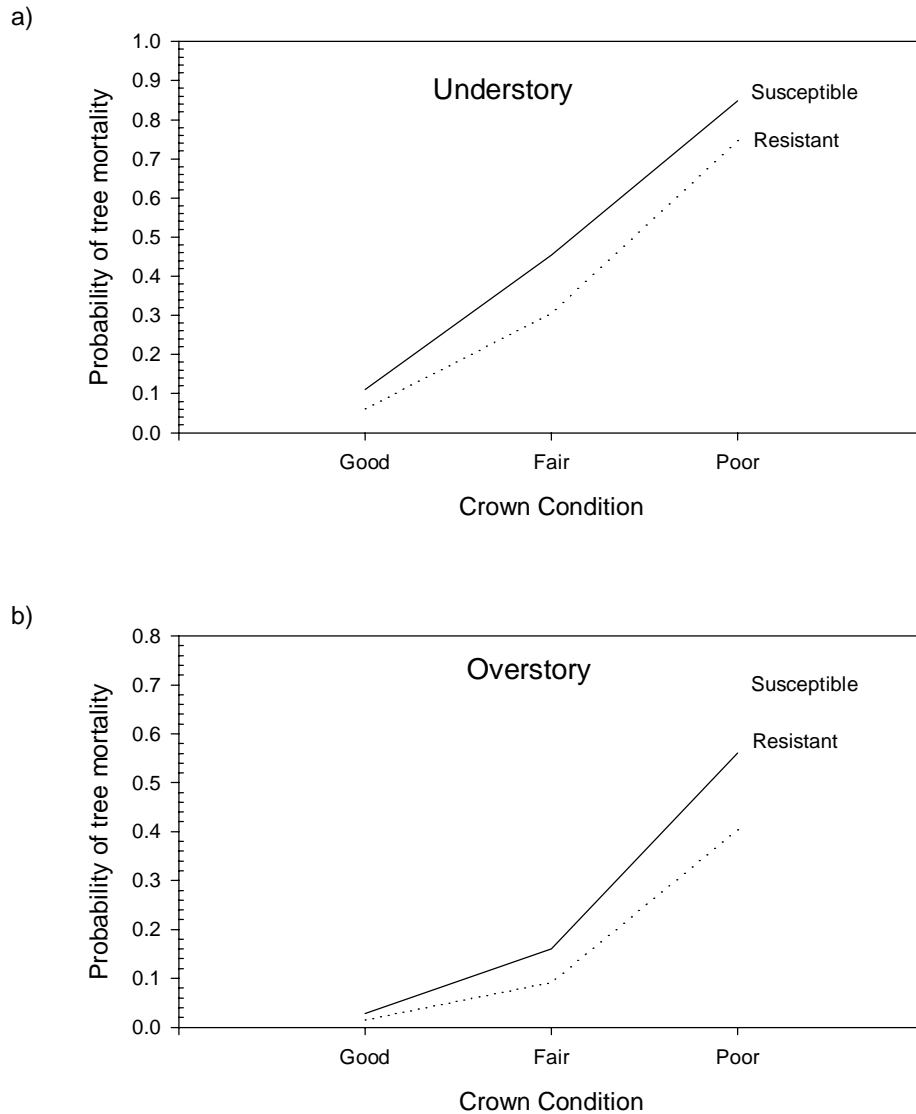 a)
1.0
0.9
0.8
0.7
0.6
0.5
0.4
0.3
0.2
0.1
0.0
Probability of tree mortality
Understory
Susceptible
Resistant
Good Fair Poor
Crown Condition
b)
0.8
0.7
0.6
0.5
0.4
0.3
0.2
0.1
0.0
Probability of tree mortality
Overstory
Susceptible
Resistant
Good Fair Poor
Crown Condition